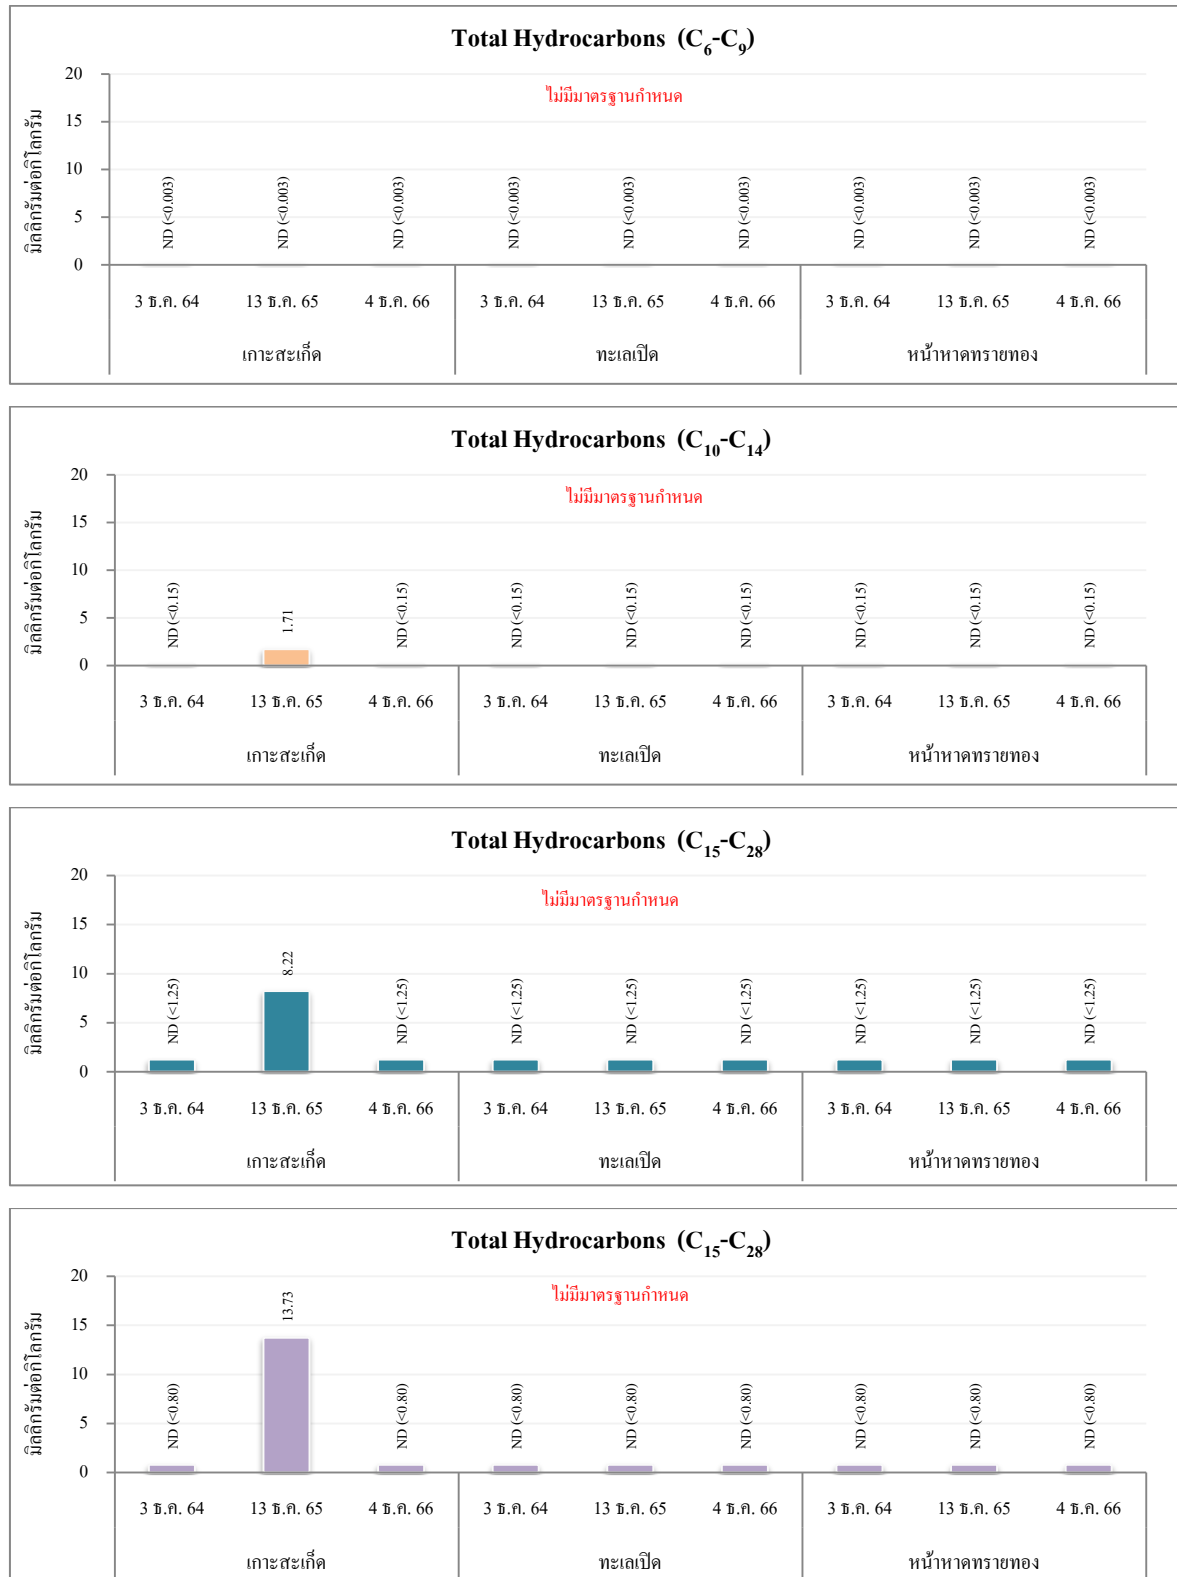 Total Hydrocarbons (C6-C9)
ไม่มีมาตรฐานกำหนด
มิลลิกรัมต่อกิโลกรัม
20
15
10
5
0
ND (<0.003) ND (<0.003) ND (<0.003) ND (<0.003) ND (<0.003) ND (<0.003) ND (<0.003) ND (<0.003) ND (<0.003)
3 ธ.ค. 64 13 ธ.ค. 65 4 ธ.ค. 66 3 ธ.ค. 64 13 ธ.ค. 65 4 ธ.ค. 66 3 ธ.ค. 64 13 ธ.ค. 65 4 ธ.ค. 66
เกาะสะเก็ด ทะเลเปิด หน้าหาดทรายทอง
Total Hydrocarbons (C10-C14)
ไม่มีมาตรฐานกำหนด
มิลลิกรัมต่อกิโลกรัม
20
15
10
5
0
ND (<0.15) 1.71 ND (<0.15) ND (<0.15) ND (<0.15) ND (<0.15) ND (<0.15) ND (<0.15) ND (<0.15)
3 ธ.ค. 64 13 ธ.ค. 65 4 ธ.ค. 66 3 ธ.ค. 64 13 ธ.ค. 65 4 ธ.ค. 66 3 ธ.ค. 64 13 ธ.ค. 65 4 ธ.ค. 66
เกาะสะเก็ด ทะเลเปิด หน้าหาดทรายทอง
Total Hydrocarbons (C15-C28)
ไม่มีมาตรฐานกำหนด
มิลลิกรัมต่อกิโลกรัม
20
15
10
5
0
ND (<1.25) 8.22 ND (<1.25) ND (<1.25) ND (<1.25) ND (<1.25) ND (<1.25) ND (<1.25) ND (<1.25)
3 ธ.ค. 64 13 ธ.ค. 65 4 ธ.ค. 66 3 ธ.ค. 64 13 ธ.ค. 65 4 ธ.ค. 66 3 ธ.ค. 64 13 ธ.ค. 65 4 ธ.ค. 66
เกาะสะเก็ด ทะเลเปิด หน้าหาดทรายทอง
Total Hydrocarbons (C15-C28)
ไม่มีมาตรฐานกำหนด
มิลลิกรัมต่อกิโลกรัม
20
15
10
5
0
ND (<0.80) 13.73 ND (<0.80) ND (<0.80) ND (<0.80) ND (<0.80) ND (<0.80) ND (<0.80) ND (<0.80)
3 ธ.ค. 64 13 ธ.ค. 65 4 ธ.ค. 66 3 ธ.ค. 64 13 ธ.ค. 65 4 ธ.ค. 66 3 ธ.ค. 64 13 ธ.ค. 65 4 ธ.ค. 66
เกาะสะเก็ด ทะเลเปิด หน้าหาดทรายทอง